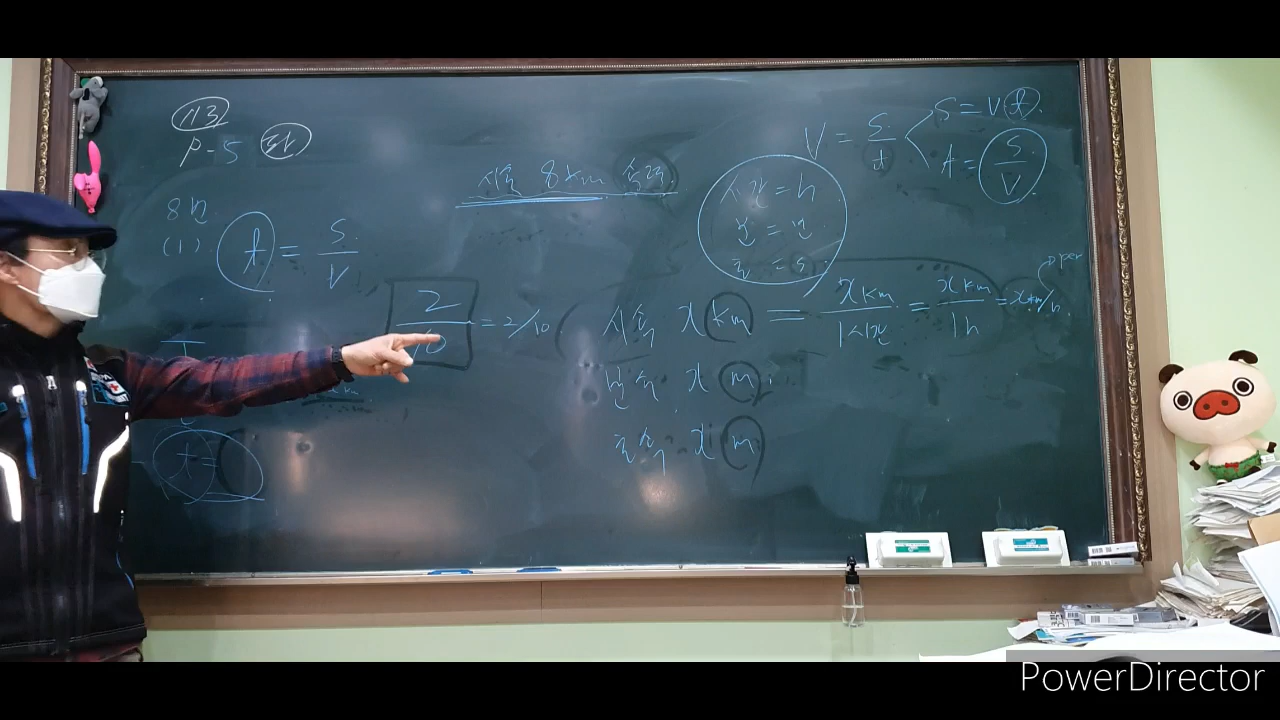 113
P-5
8번
(1) t = S/V
시속 8km 속력
V = S/t
S = Vt
t = S/V
시간 = h
분 = m
초 = s
2/10 = 2/10
시속 x km = x km/1시간 = x km/1h = x km/h
per
분속 x m
초속 x m
t =
PowerDirector